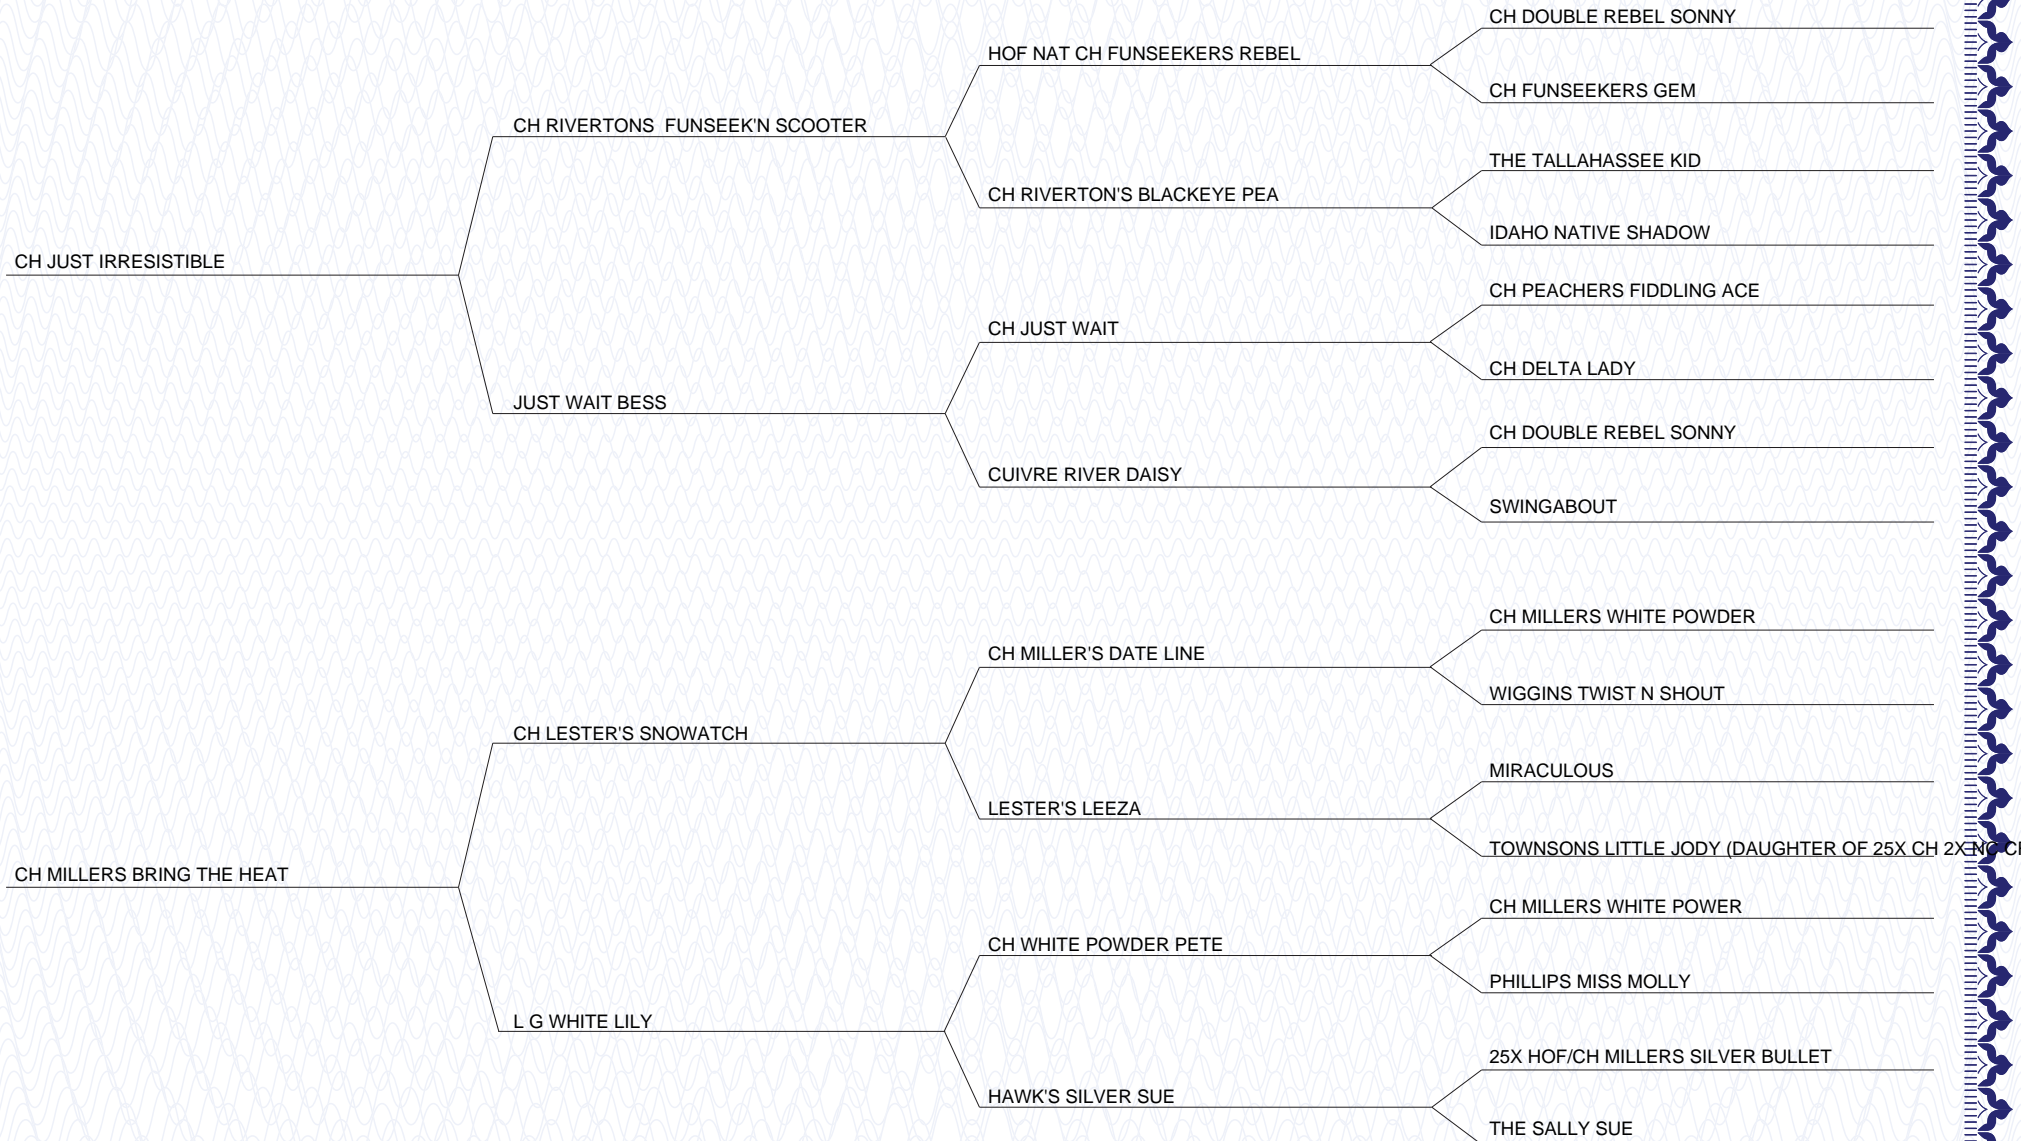 CH DOUBLE REBEL SONNY
HOF NAT CH FUNSEEKERS REBEL
CH FUNSEEKERS GEM
CH RIVERTONS  FUNSEEK'N SCOOTER
THE TALLAHASSEE KID
CH RIVERTON'S BLACKEYE PEA
IDAHO NATIVE SHADOW
CH JUST IRRESISTIBLE
CH PEACHERS FIDDLING ACE
CH JUST WAIT
CH DELTA LADY
JUST WAIT BESS
CH DOUBLE REBEL SONNY
CUIVRE RIVER DAISY
SWINGABOUT
CH MILLERS WHITE POWDER
CH MILLER'S DATE LINE
WIGGINS TWIST N SHOUT
CH LESTER'S SNOWATCH
MIRACULOUS
LESTER'S LEEZA
TOWNSONS LITTLE JODY (DAUGHTER OF 25X CH 2X NC
CH MILLERS BRING THE HEAT
CH MILLERS WHITE POWER
CH WHITE POWDER PETE
PHILLIPS MISS MOLLY
L G WHITE LILY
25X HOF/CH MILLERS SILVER BULLET
HAWK'S SILVER SUE
THE SALLY SUE